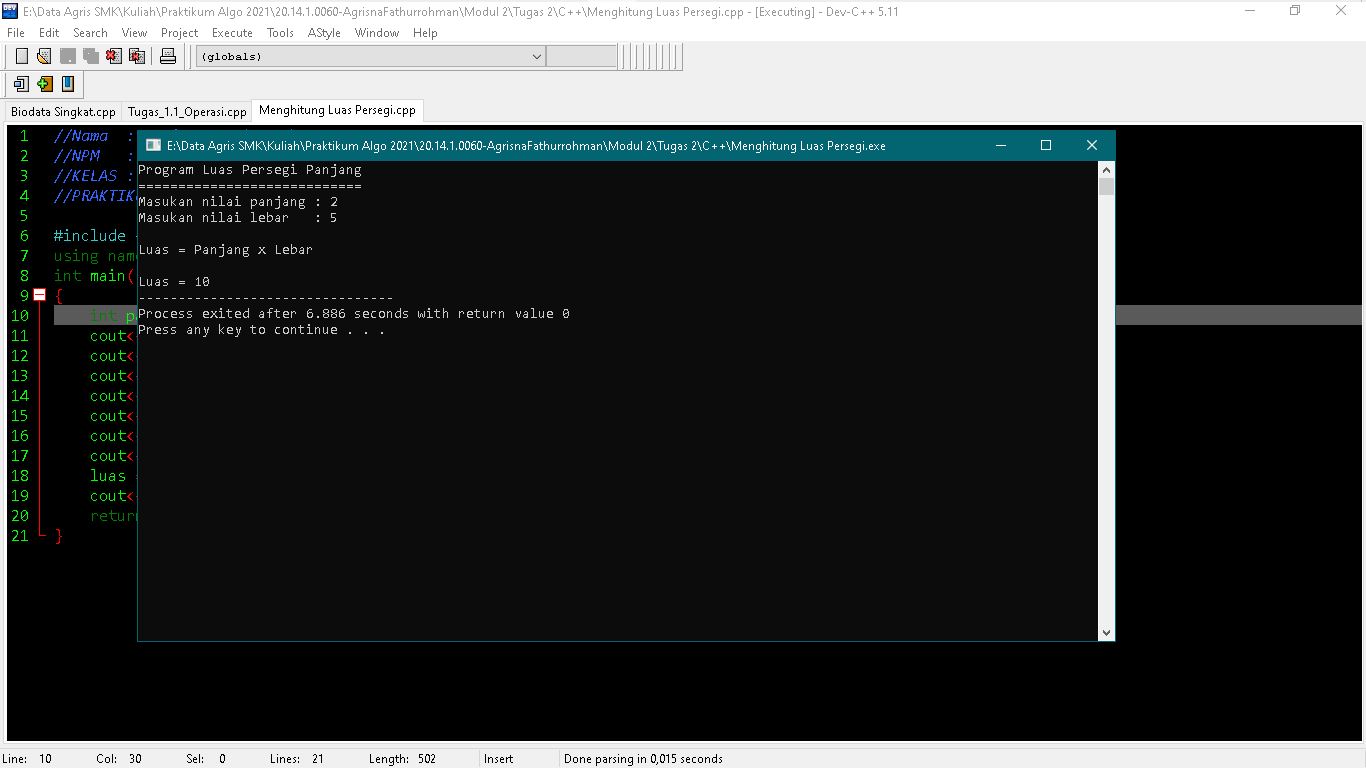 E:\Data Agris SMK\Kuliah\Praktikum Algo 2021\20.14.1.0060-AgrisnaFathurrohman\Modul 2\Tugas 2\C++\Menghitung Luas Persegi.cpp - [Executing] - Dev-C++ 5.11
File Edit Search View Project Execute Tools AStyle Window Help
(globals)
Biodata Singkat.cpp Tugas_1.1_Operasi.cpp Menghitung Luas Persegi.cpp
1 //Nama :
2 //NPM :
3 //KELAS :
4 //PRAKTIK
5
6 #include
7 using nam
8 int main(
9 {
10 int p
11 cout<
12 cout<
13 cout<
14 cout<
15 cout<
16 cout<
17 cout<
18 luas
19 cout<
20 retur
21 }
E:\Data Agris SMK\Kuliah\Praktikum Algo 2021\20.14.1.0060-AgrisnaFathurrohman\Modul 2\Tugas 2\C++\Menghitung Luas Persegi.exe
Program Luas Persegi Panjang
============================
Masukan nilai panjang : 2
Masukan nilai lebar   : 5
Luas = Panjang x Lebar
Luas = 10
--------------------------------
Process exited after 6.886 seconds with return value 0
Press any key to continue . . .
Line: 10 Col: 30 Sel: 0 Lines: 21 Length: 502 Insert Done parsing in 0,015 seconds